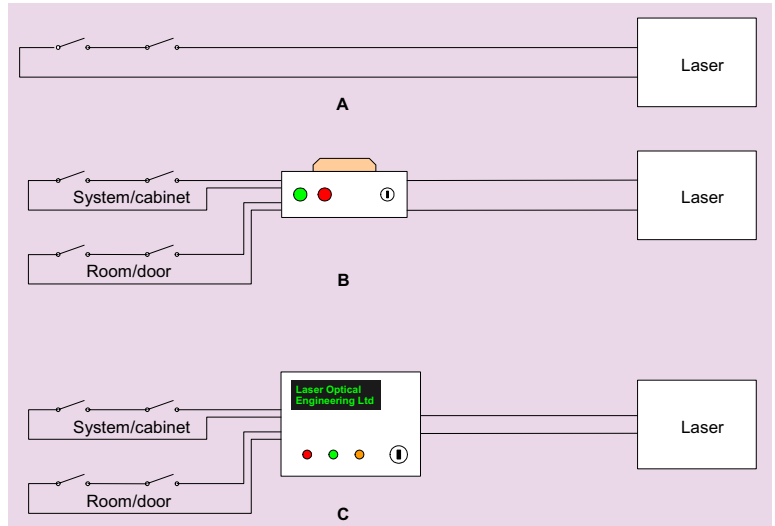 Laser
A
System/cabinet
Laser
Room/door
B
Laser Optical
Engineering Ltd
System/cabinet
Laser
Room/door
C